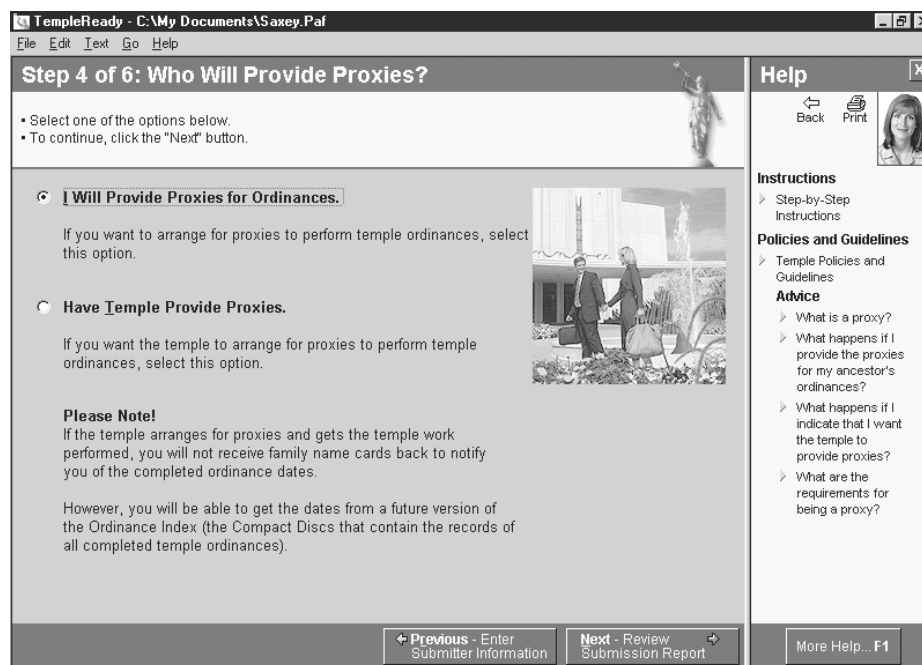 TempleReady - C:\My Documents\Saxey.Paf
File Edit Text Go Help
Step 4 of 6: Who Will Provide Proxies?
▪ Select one of the options below.
▪ To continue, click the "Next" button.
I Will Provide Proxies for Ordinances.
If you want to arrange for proxies to perform temple ordinances, select
this option.
Have Temple Provide Proxies.
If you want the temple to arrange for proxies to perform temple
ordinances, select this option.
Please Note!
If the temple arranges for proxies and gets the temple work
performed, you will not receive family name cards back to notify
you of the completed ordinance dates.
However, you will be able to get the dates from a future version of
the Ordinance Index (the Compact Discs that contain the records of
all completed temple ordinances).
Previous - Enter
Submitter Information
Next - Review
Submission Report
Help
Back Print
Instructions
Step-by-Step
Instructions
Policies and Guidelines
Temple Policies and
Guidelines
Advice
What is a proxy?
What happens if I
provide the proxies
for my ancestor's
ordinances?
What happens if I
indicate that I want
the temple to
provide proxies?
What are the
requirements for
being a proxy?
More Help... F1